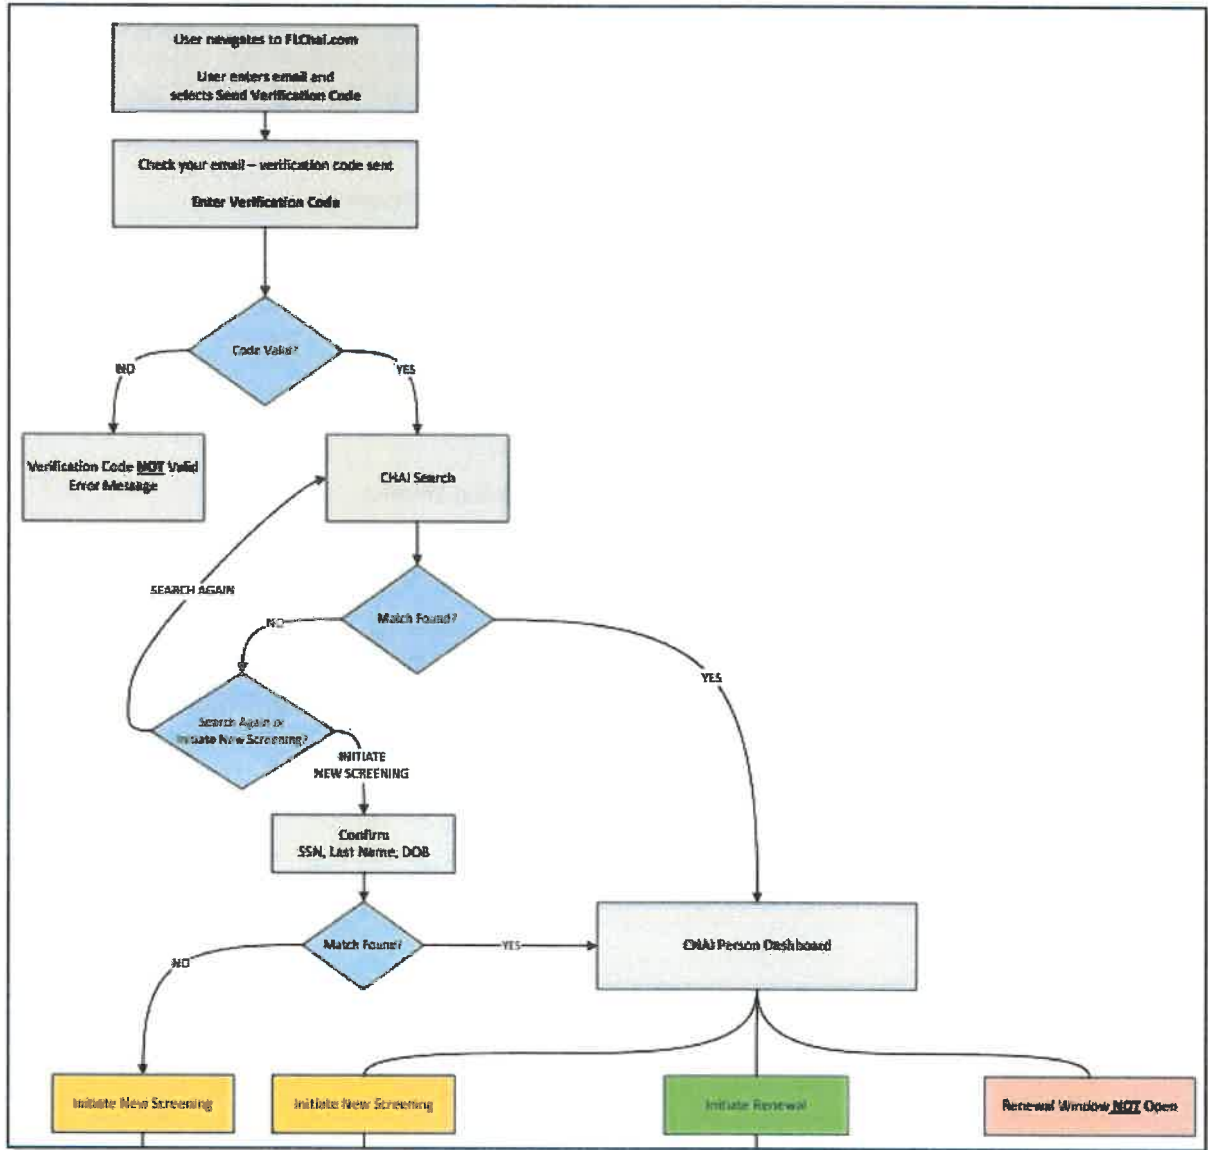 User navigates to FLChai.com
User enters email and
selects Send Verification Code
Check your email – verification code sent
Enter Verification Code
Code Valid?
NO
YES
Verification Code NOT Valid
Error Message
CHAI Search
SEARCH AGAIN
Match Found?
NO
YES
Search Again or
Initiate New Screening?
INITIATE
NEW SCREENING
Confirm
SSN, Last Name, DOB
Match Found?
YES
CHAI Person Dashboard
NO
Initiate New Screening
Initiate New Screening
Initiate Renewal
Renewal Window NOT Open